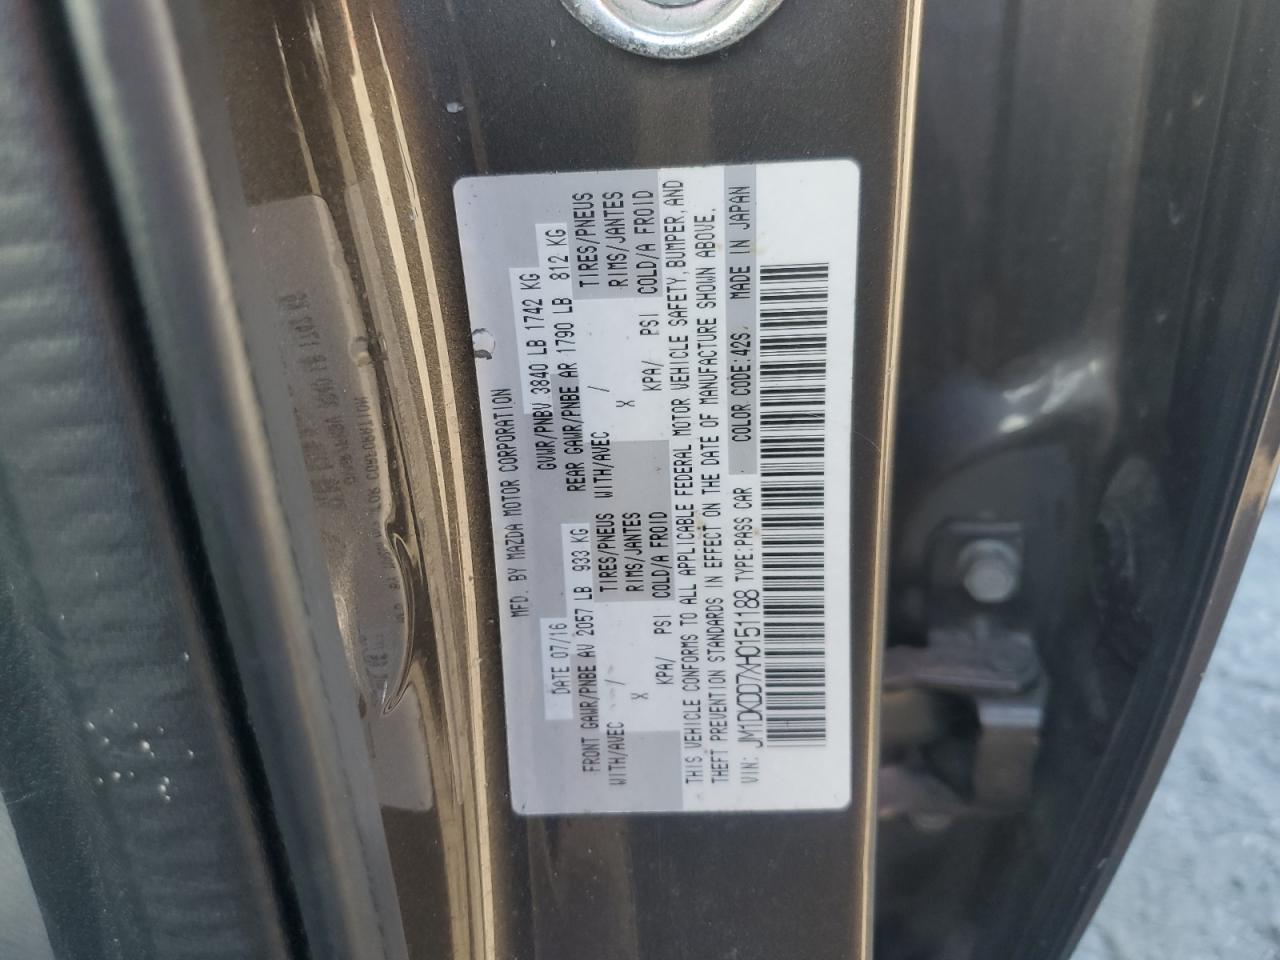 MFD. BY MAZDA MOTOR CORPORATION
DATE 07/16 GVWR/PNBV 3840 LB 1742 KG
FRONT GAWR/PNBE AV 2057 LB 933 KG REAR GAWR/PNBE AR 1790 LB 812 KG
WITH/AVEC / TIRES/PNEUS WITH/AVEC / TIRES/PNEUS
X RIMS/JANTES X RIMS/JANTES
KPA/ PSI COLD/A FROID KPA/ PSI COLD/A FROID
THIS VEHICLE CONFORMS TO ALL APPLICABLE FEDERAL MOTOR VEHICLE SAFETY, BUMPER, AND
THEFT PREVENTION STANDARDS IN EFFECT ON THE DATE OF MANUFACTURE SHOWN ABOVE.
VIN: JM1DKDD7XH0151188 TYPE:PASS CAR COLOR CODE:42S MADE IN JAPAN